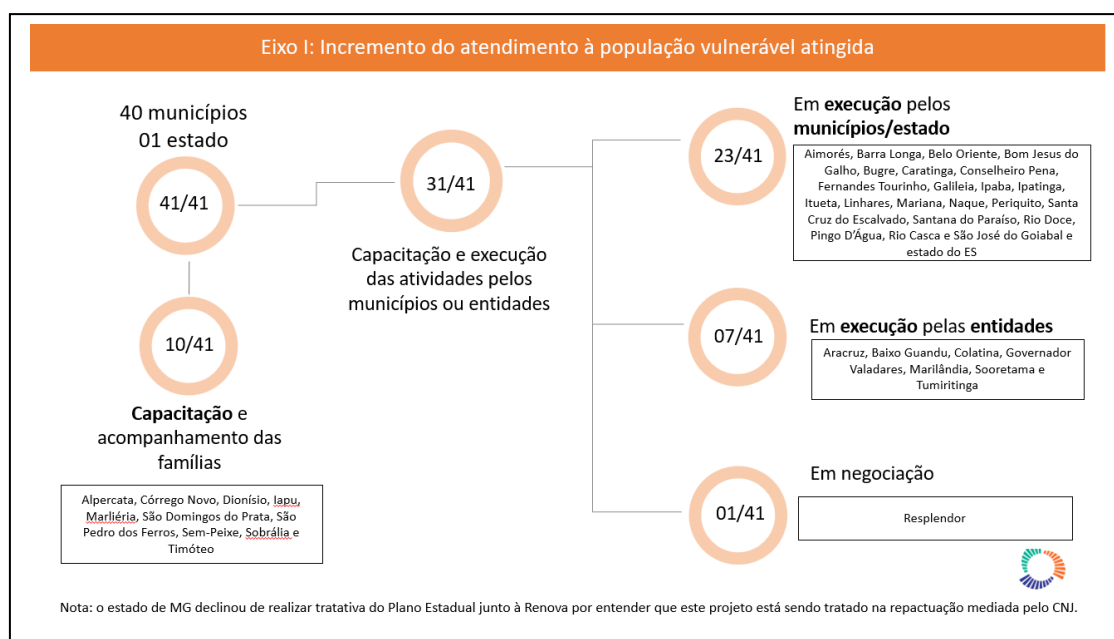 Eixo I: Incremento do atendimento à população vulnerável atingida
40 municípios
01 estado
41/41
10/41
Capacitação e
acompanhamento das
famílias
Alpercata, Córrego Novo, Dionísio, Iapu,
Marliéria, São Domingos do Prata, São
Pedro dos Ferros, Sem-Peixe, Sobrália e
Timóteo
31/41
Capacitação e execução
das atividades pelos
municípios ou entidades
23/41
Em execução pelos
municípios/estado
Aimorés, Barra Longa, Belo Oriente, Bom Jesus do
Galho, Bugre, Caratinga, Conselheiro Pena,
Fernandes Tourinho, Galileia, Ipaba, Ipatinga,
Itueta, Linhares, Mariana, Naque, Periquito, Santa
Cruz do Escalvado, Santana do Paraíso, Rio Doce,
Pingo D’Água, Rio Casca e São José do Goiabal e
estado do ES
07/41
Em execução pelas entidades
Aracruz, Baixo Guandu, Colatina, Governador
Valadares, Marilândia, Sooretama e
Tumiritinga
01/41
Em negociação
Resplendor
Nota: o estado de MG declinou de realizar tratativa do Plano Estadual junto à Renova por entender que este projeto está sendo tratado na repactuação mediada pelo CNJ.